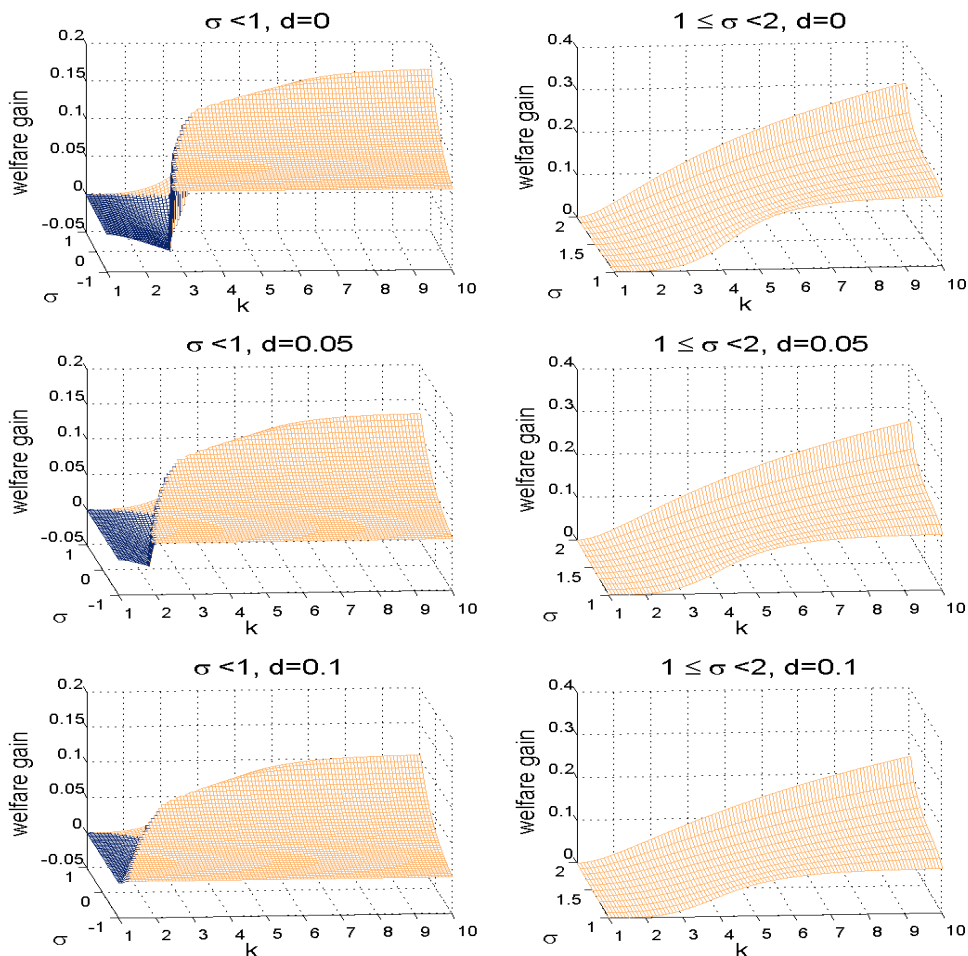 σ <1, d=0
0.2
0.15
0.1
0.05
0
-0.05
welfare gain
1
0
-1
σ
1 2 3 4 5 6 7 8 9 10
k
1 ≤ σ <2, d=0
0.4
0.3
0.2
0.1
0
welfare gain
2
1.5
1
σ
1 2 3 4 5 6 7 8 9 10
k
σ <1, d=0.05
0.2
0.15
0.1
0.05
0
-0.05
welfare gain
1
0
-1
σ
1 2 3 4 5 6 7 8 9 10
k
1 ≤ σ <2, d=0.05
0.4
0.3
0.2
0.1
0
welfare gain
2
1.5
1
σ
1 2 3 4 5 6 7 8 9 10
k
σ <1, d=0.1
0.2
0.15
0.1
0.05
0
-0.05
welfare gain
1
0
-1
σ
1 2 3 4 5 6 7 8 9 10
k
1 ≤ σ <2, d=0.1
0.4
0.3
0.2
0.1
0
welfare gain
2
1.5
1
σ
1 2 3 4 5 6 7 8 9 10
k